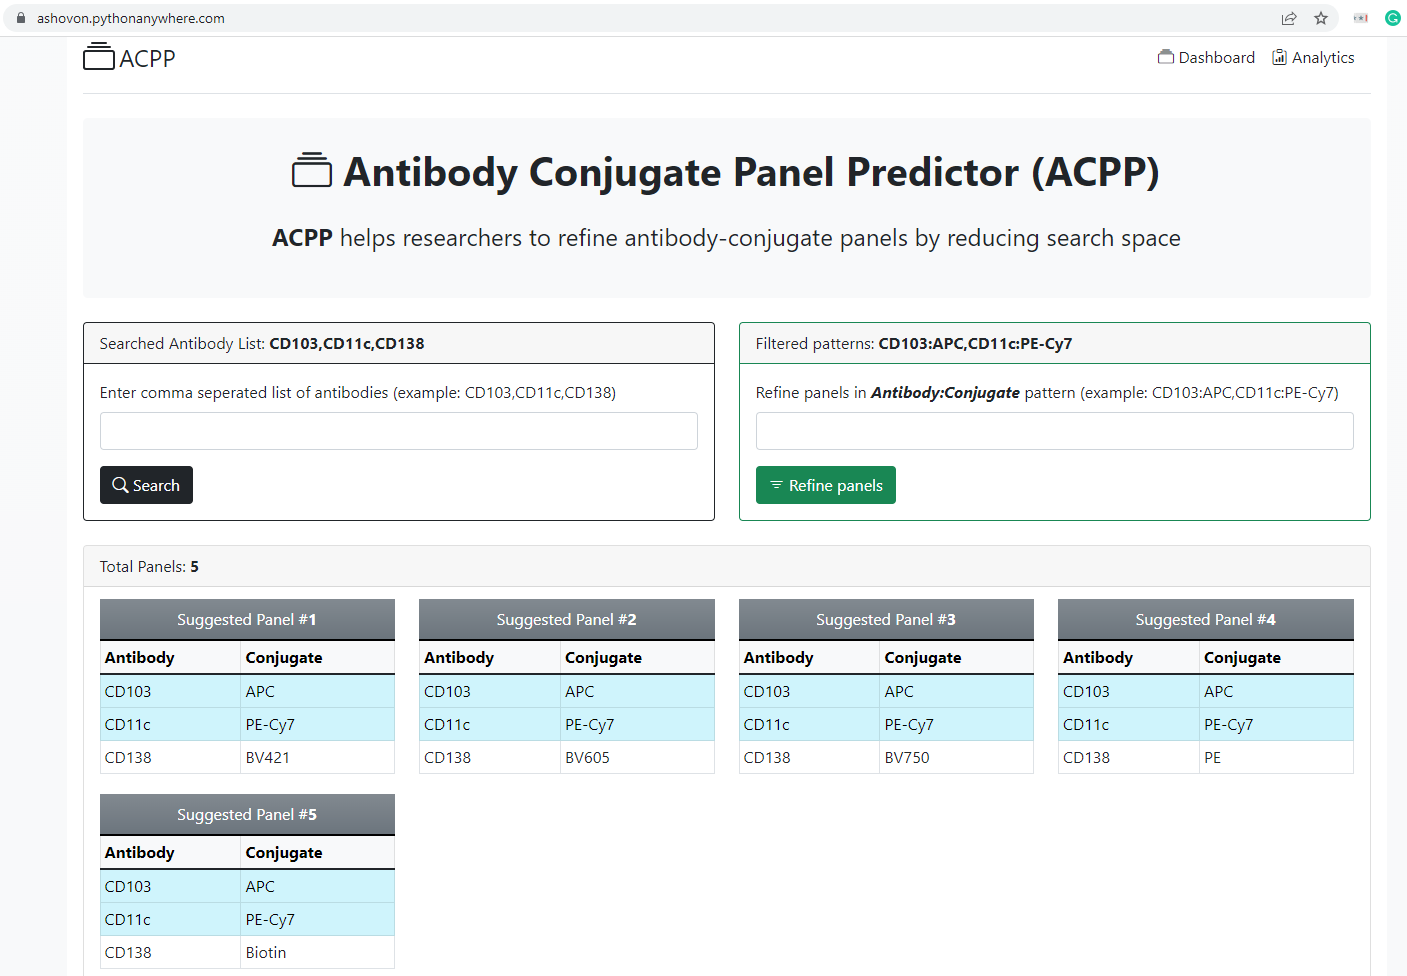 ashovon.pythonanywhere.com
ACPP
Dashboard Analytics
Antibody Conjugate Panel Predictor (ACPP)
ACPP helps researchers to refine antibody-conjugate panels by reducing search space
Searched Antibody List: CD103,CD11c,CD138
Enter comma seperated list of antibodies (example: CD103,CD11c,CD138)
Search
Filtered patterns: CD103:APC,CD11c:PE-Cy7
Refine panels in Antibody:Conjugate pattern (example: CD103:APC,CD11c:PE-Cy7)
Refine panels
Total Panels: 5
Suggested Panel #1
Antibody Conjugate
CD103 APC
CD11c PE-Cy7
CD138 BV421
Suggested Panel #2
Antibody Conjugate
CD103 APC
CD11c PE-Cy7
CD138 BV605
Suggested Panel #3
Antibody Conjugate
CD103 APC
CD11c PE-Cy7
CD138 BV750
Suggested Panel #4
Antibody Conjugate
CD103 APC
CD11c PE-Cy7
CD138 PE
Suggested Panel #5
Antibody Conjugate
CD103 APC
CD11c PE-Cy7
CD138 Biotin